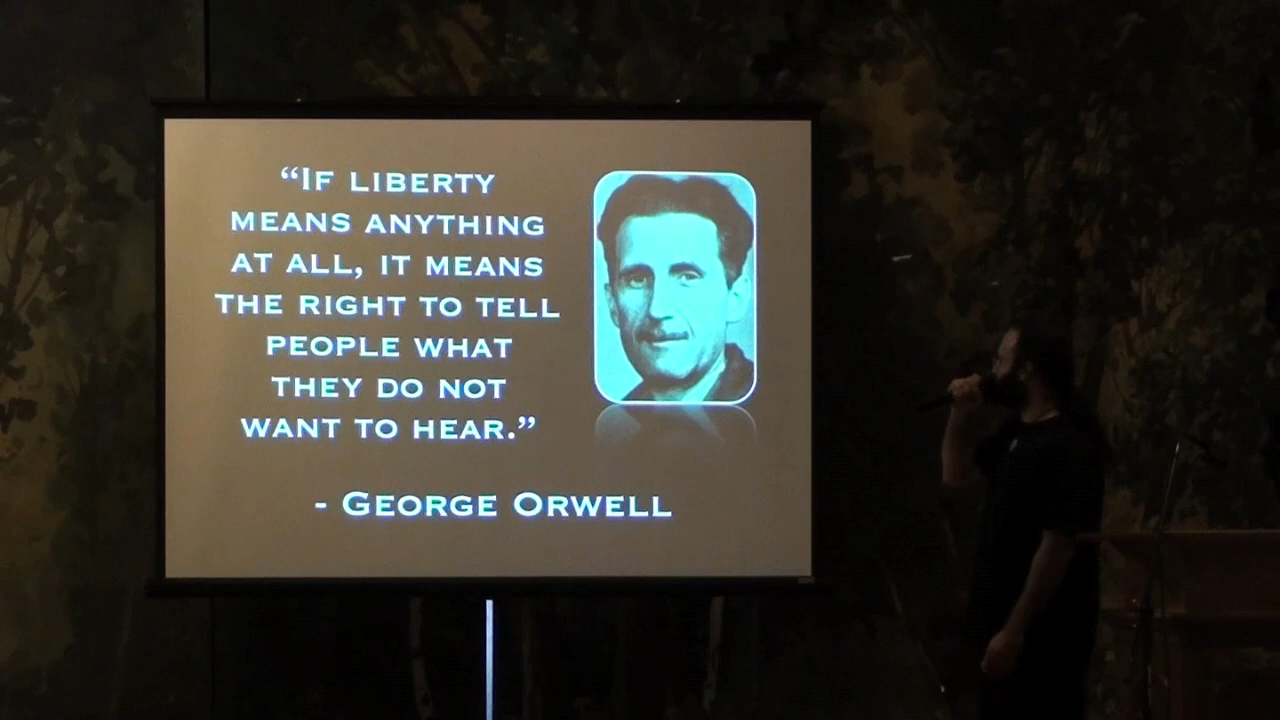 “IF LIBERTY
MEANS ANYTHING
AT ALL, IT MEANS
THE RIGHT TO TELL
PEOPLE WHAT
THEY DO NOT
WANT TO HEAR.”
- GEORGE ORWELL